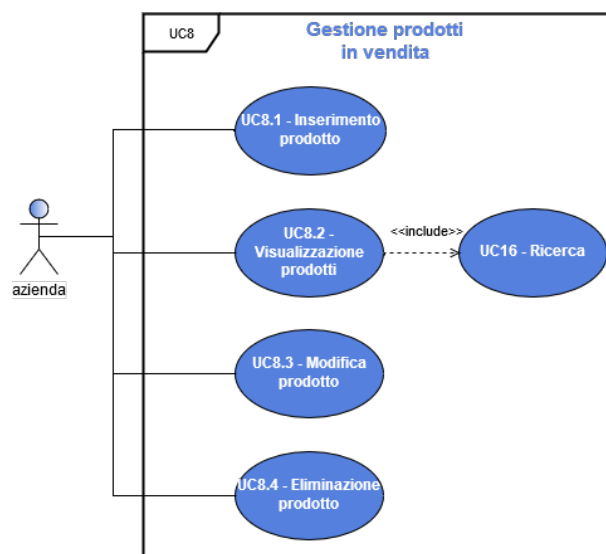 UC8
Gestione prodotti
in vendita
UC8.1 - Inserimento
prodotto
azienda
UC8.2 -
Visualizzazione
prodotti
<<include>>
UC16 - Ricerca
UC8.3 - Modifica
prodotto
UC8.4 - Eliminazione
prodotto